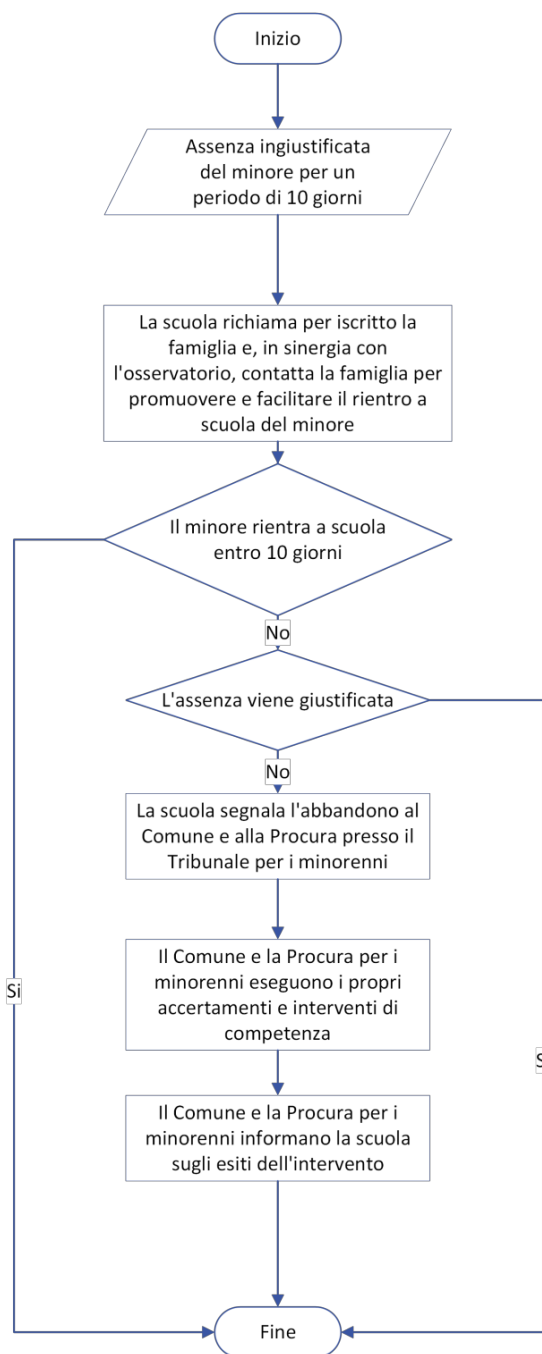 Inizio
Assenza ingiustificata
del minore per un
periodo di 10 giorni
La scuola richiama per iscritto la
famiglia e, in sinergia con
l'osservatorio, contatta la famiglia per
promuovere e facilitare il rientro a
scuola del minore
Il minore rientra a scuola
entro 10 giorni
No
L'assenza viene giustificata
No
La scuola segnala l'abbandono al
Comune e alla Procura presso il
Tribunale per i minorenni
Il Comune e la Procura per i
minorenni eseguono i propri
accertamenti e interventi di
competenza
Si
Il Comune e la Procura per i
minorenni informano la scuola
sugli esiti dell'intervento
Fine